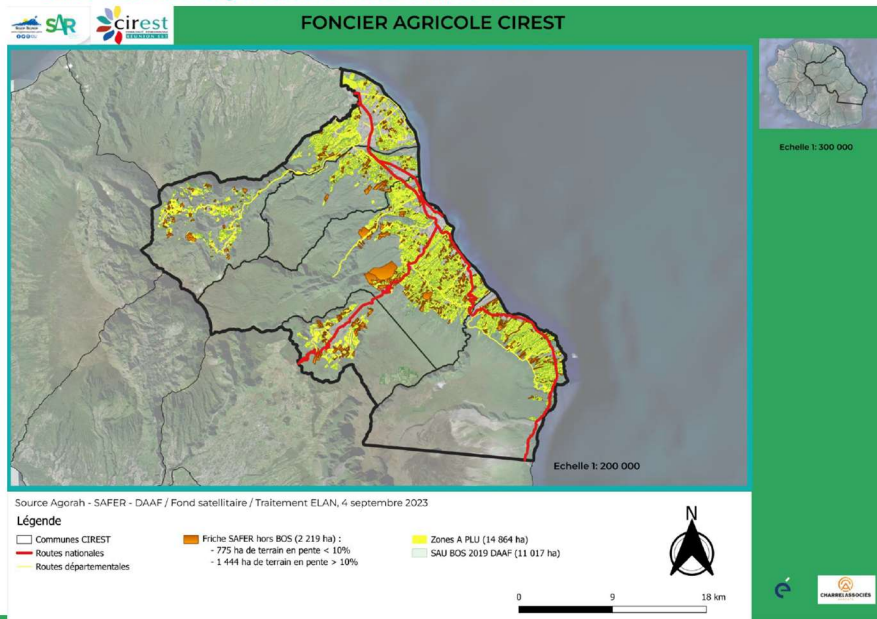 SAR
cirest
RÉUNION EST
FONCIER AGRICOLE CIREST
Echelle 1: 300 000
Echelle 1: 200 000
Source Agorah - SAFER - DAAF / Fond satellitaire / Traitement ELAN, 4 septembre 2023
Légende
Communes CIREST
Routes nationales
Routes départementales
Friche SAFER hors BOS (2 219 ha) :
- 775 ha de terrain en pente < 10%
- 1 444 ha de terrain en pente > 10%
Zones A PLU (14 864 ha)
SAU BOS 2019 DAAF (11 017 ha)
N
0 9 18 km
é
CHARRELASSOCIÉS